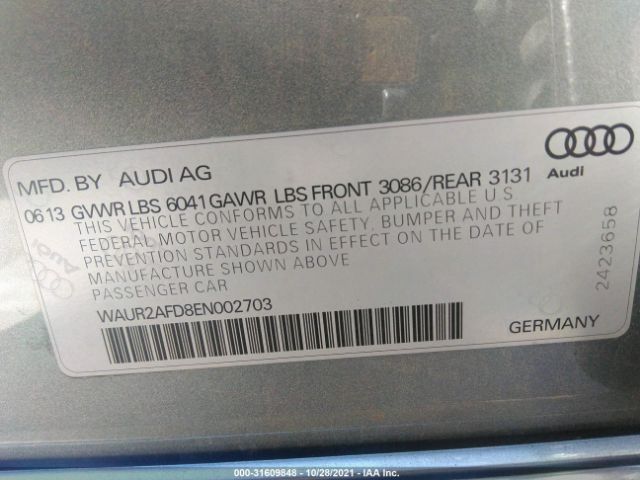 MFD. BY AUDI AG
0613 GVWR LBS 6041 GAWR LBS FRONT 3086/REAR 3131
THIS VEHICLE CONFORMS TO ALL APPLICABLE U.S
FEDERAL MOTOR VEHICLE SAFETY, BUMPER AND THEFT
PREVENTION STANDARDS IN EFFECT ON THE DATE OF
MANUFACTURE SHOWN ABOVE
PASSENGER CAR
WAUR2AFD8EN002703
Audi
2423658
GERMANY
Audi
© - 31609848 - 10/28/2021 - IAA Inc.